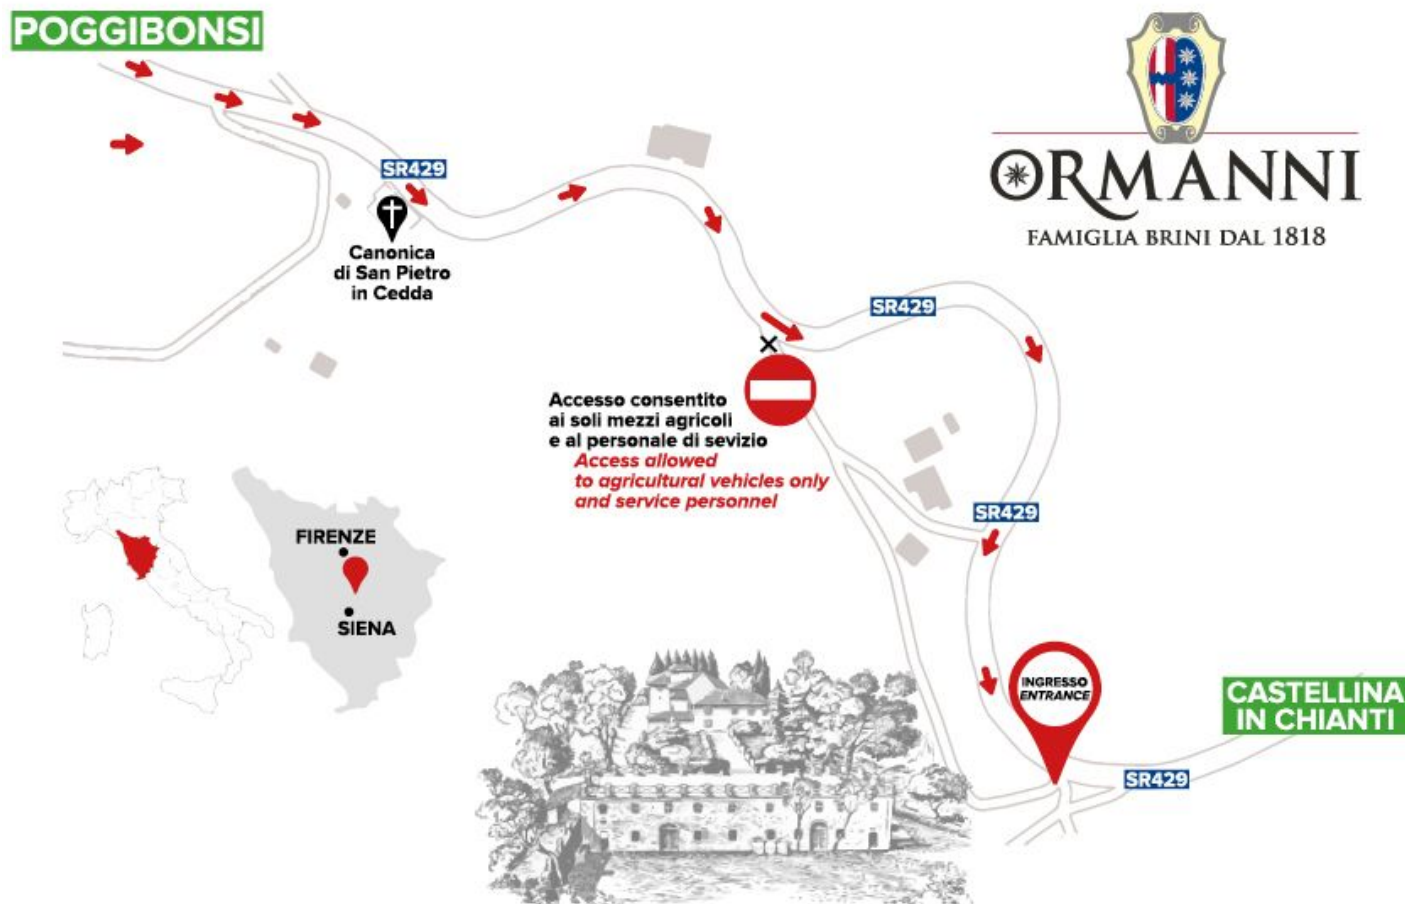 POGGIBONSI
ORMANNI
FAMIGLIA BRINI DAL 1818
SR429
Canonica
di San Pietro
in Cedda
SR429
Accesso consentito
ai soli mezzi agricoli
e al personale di sevizio
Access allowed
to agricultural vehicles only
and service personnel
SR429
FIRENZE
SIENA
INGRESSO
ENTRANCE
CASTELLINA
IN CHIANTI
SR429